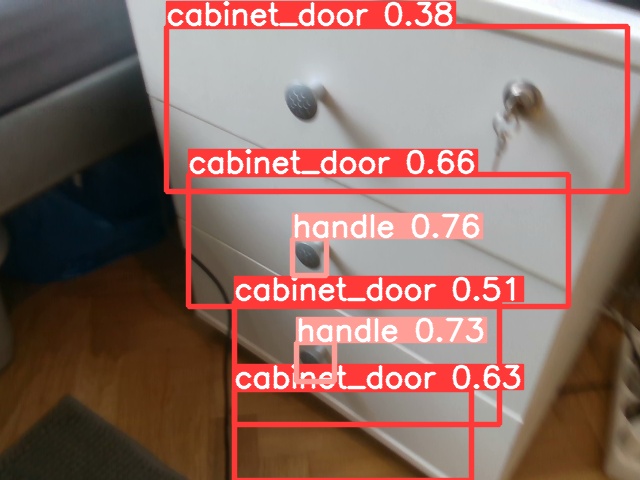 cabinet_door 0.38
cabinet_door 0.66
handle 0.76
cabinet_door 0.51
handle 0.73
cabinet_door 0.63